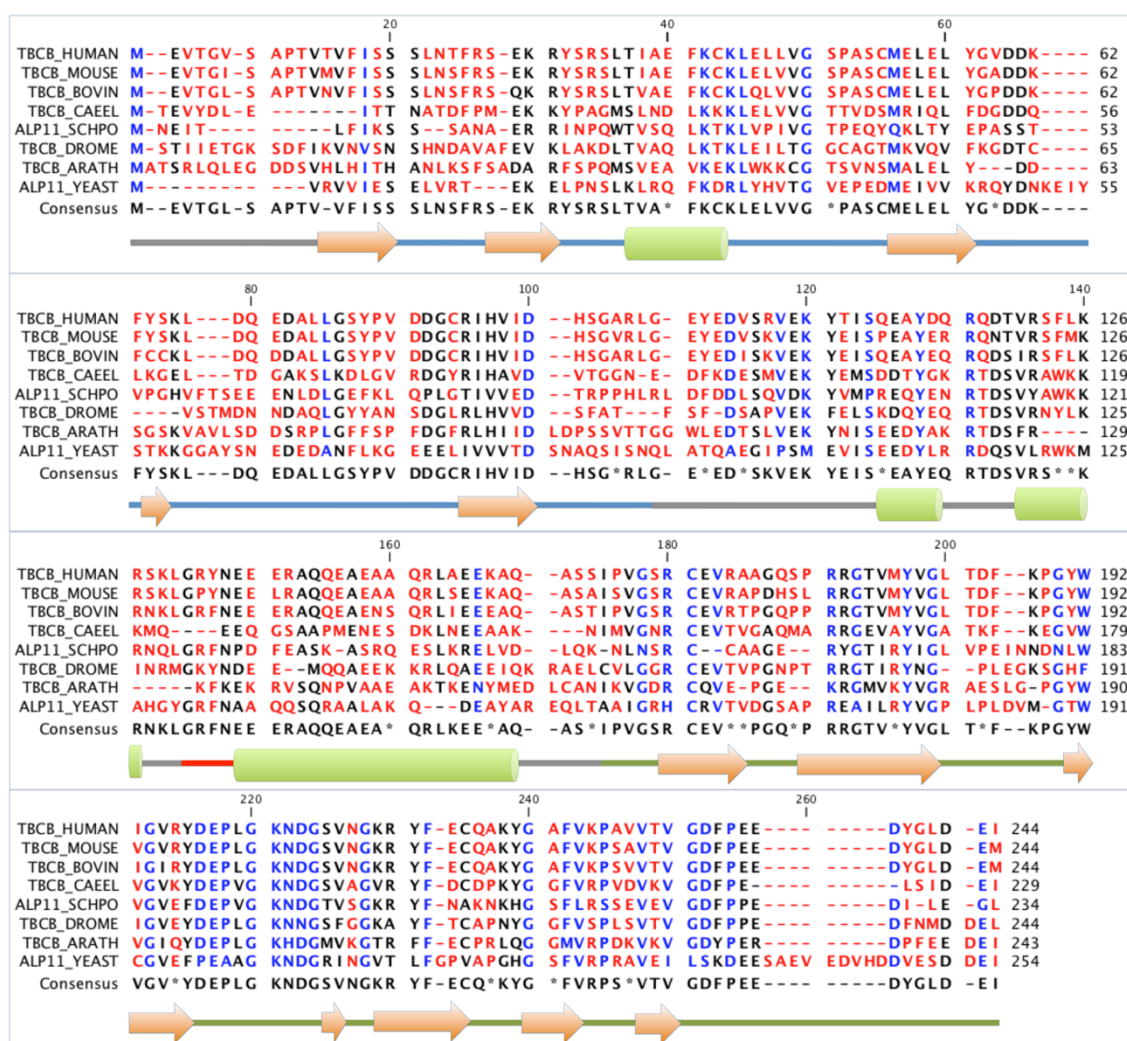 20 40 60
TBCB_HUMAN M--EVTGV-S APTVTVFISS SLNTFRS-EK RYSRSLTIAE FKCKLELLVG SPASCMELEL YGVDDK---- 62
TBCB_MOUSE M--EVTGI-S APTVMVFISS SLNSFRS-EK RYSRSLTIAE FKCKLELVVG SPASCMELEL YGADDK---- 62
TBCB_BOVIN M--EVTGL-S APTVNVFISS SLNSFRS-QK RYSRSLTVAE FKCKLQLVVG SPASCMELEL YGPDDK---- 62
TBCB_CAEEL M-TEVYDLE- -----ITT NATDFPM-EK KYPAGMSLND LKKKLELVVG TTVDSMRIQL FDGDDQ---- 56
ALP11_SCHPO M-NEIT---- ---LFIKSS S--SANA-ER RINPQWTVSQ LKTKLVPIVG TPEQYQKLTY EPASST---- 53
TBCB_DROME M-STIIETGK SDFIKVNVSN SHNDAVAFEV KLAKDLTVAQ LKTKLEILTG GCAGTMKVQV FKGDTC---- 65
TBCB_ARATH MATSRLQLEG DDSVHLHITH ANLKSFSADA RFSPQMSVEA VKEKLWKKCG TSVNSMALEL Y--DD----- 63
ALP11_YEAST M--------- ----VRVVIES ELVRT---EK ELPNSLKLRQ FKDRLYHVTG VEPEDMEIVV KRQYDNKEIY 55
Consensus M--EVTGL-S APTV-VFISS SLNSFRS-EK RYSRSLTVA* FKCKLELVVG *PASCMELEL YG*DDK----
80 100 120 140
TBCB_HUMAN FYSKL---DQ EDALLGSYPV DDGCRIHVID --HSGARLG- EYEDVSRVEK YTISQEAYDQ RQDTVRSFLK 126
TBCB_MOUSE FYSKL---DQ EDALLGSYPV DDGCRIHVID --HSGVRLG- EYEDVSKVEK YEISPEAYER RQNTVRSFMK 126
TBCB_BOVIN FCCKL---DQ DDALLGSYPV DDGCRIHVID --HSGARLG- EYEDISKVEK YEISQEAYEQ RQDSIRSFLK 126
TBCB_CAEEL LKGEL---TD GAKSLKDLGV RDGYRIHAVD --VTGGN-E- DFKDESMVEK YEMSDDTYGK RTDSVRAWKK 119
ALP11_SCHPO VPGHVFTSEE ENLDLGEFKL QPLGTIVVED --TRPPHLRL DFDDLSQVDK YVMPREQYEN RTDSVYAWKK 121
TBCB_DROME ----VSTMDN NDAQLGYYAN SDGLRLHVVD ---SFAT--F- SF-DSAPVEK FELSKDQYEQ RTDSVRNYLK 125
TBCB_ARATH SGSKVAVLSD DSRPLGFFSP FDGFRLHIID LDPSSVTTGG WLEDTSLVEK YNISEEDYAK RTDSFR---- 129
ALP11_YEAST STKKGGAYSN EDEDANFLKG EEELIVVVTD SNAQSISNQL ATQAEGIPSM EVISEEDYLR RDQSVLRWKM 125
Consensus FYSKL---DQ EDALLGSYPV DDGCRIHVID --HSG*RLG- E*ED*SKVEK YEIS*EAYEQ RTDSVRS**K
160 180 200
TBCB_HUMAN RSKLGRYNEE ERAQQEAEAA QRLAEEKAQ- -ASSIPVGSR CEVRAAGQSP RRGTVMYVGL TDF--KPGYW 192
TBCB_MOUSE RSKLGPYNEE ELRAQQEAEAA QRLSEEKAQ- -ASAISVGSR CEVRAPDHSL RRGTVMYVGL TDF--KPGYW 192
TBCB_BOVIN RNKLGRFNEE ERAQQEAENS QRLIEEEAQ- -ASTIPVGSR CEVRTPGQPP RRGTVMYVGL TDF--KPGYW 192
TBCB_CAEEL KMQ----EEQ GSAAPMENES DKLNEEAAK- ---NIMVGNR CEVTVGAQMA RRGEVAYVGA TKF--KEGVW 179
ALP11_SCHPO RNQLGRFNPD FEASK-ASRQ ESLKRELVD- -LQK-NLNSR C--CAAGE-- RYGTIRYIGL VPEINNDNLW 183
TBCB_DROME INRMGKYNDE E--MQQAEEK KRLQAEEIQK RAELCVLGGR CEVTVPGNPT RRGTIRYNG- -PLEGKSGHF 191
TBCB_ARATH -----KFKEK RVSQNPVAAE AKTKENYMED LCANIKVGDR CQVE-PGE-- KRGMVKYVGR AESLG-PGYW 190
ALP11_YEAST AHGYGRFNAA QQSQRAALAK Q---DEAYAR EQLTAAIGRH CRVTVDGSAP REAILRYVGP LPLDVM-GTW 191
Consensus RNKLGRFNEE ERAQQEAEA* QRLAEE*AQ- -AS*IPVGSR CEV**PGQ*P RRGTV*YVGL T*F--KPGYW
220 240 260
TBCB_HUMAN IGVRYDEPLG KNDGSVNGKR YF-ECQAKYG AFVKPAVVTV GDFPEE---- -----DYGLD -EI 244
TBCB_MOUSE VGVRYDEPLG KNDGSVNGKR YF-ECQAKYG AFVKPSAVTV GDFPEE---- -----DYGLD -EM 244
TBCB_BOVIN IGIRYDEPLG KNDGSVNGKR YF-ECQAKYG AFVKPSVVTV GDFPEE---- -----DYGLD -EM 244
TBCB_CAEEL VGVKYDEPVG KNDGSVAGVR YF-DCDPKYG GFVRPVDVKV GDFPE----- ------LSID -EI 229
ALP11_SCHPO VGVEFDEPVG KNDGTVSGKR YF-NAKNKHG SFLRSSEVEV GDFPEE---- -----DI-LE -GL 234
TBCB_DROME IGVEYDEPLG KNNGSFGGKA YF-TCAPNYG GFVSPLSVTV GDFPPE---- -----DFNMD DEL 244
TBCB_ARATH VGIQYDEPLG KHDGMVKGTR FF-ECPRLQG GMVRPDKVKV GDYPER---- -----DPFEE DEI 243
ALP11_YEAST CGVEFPEAAG KNDGRINGVT LFGPVAPGHG SFVRPRAVEI LSKDEESAEV EDVHDDVESD DEI 254
Consensus VGV*YDEPLG KNDGSVNGKR YF-ECQ*KYG *FVRPS*VTV GDFPEE---- -----DYGLD -EI